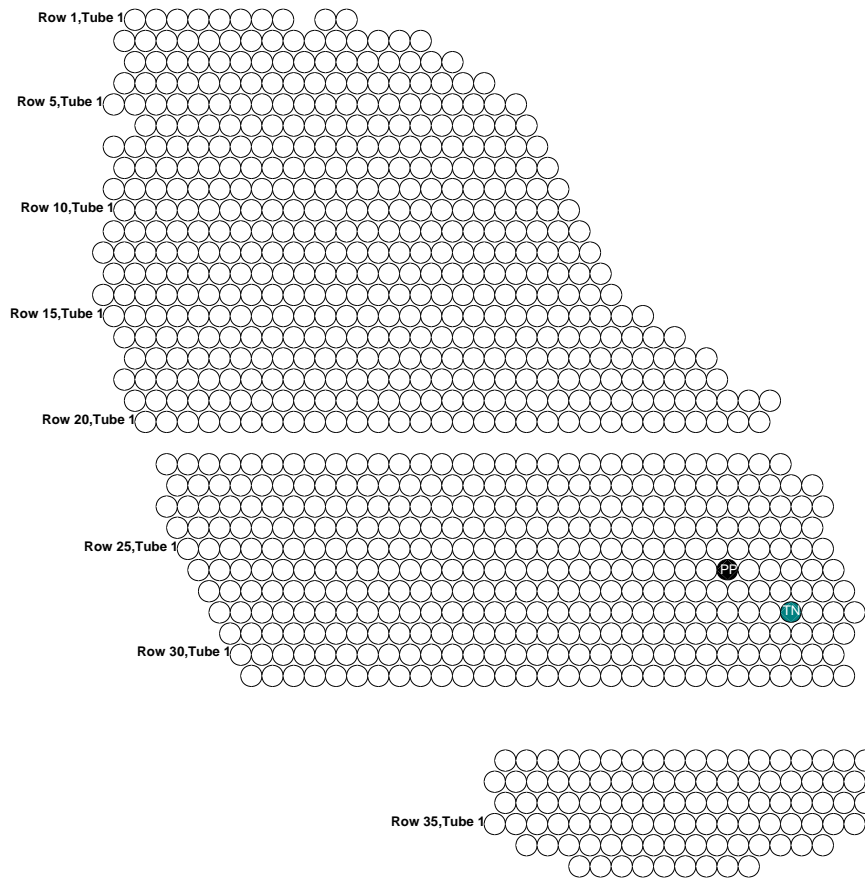 Row 1,Tube 1
Row 5,Tube 1
Row 10,Tube 1
Row 15,Tube 1
Row 20,Tube 1
Row 25,Tube 1
PP
TN
Row 30,Tube 1
Row 35,Tube 1